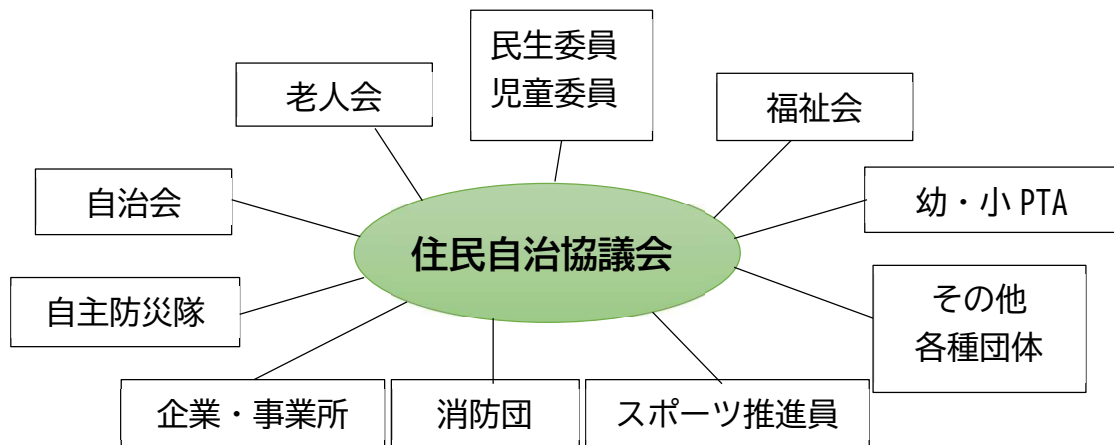 民生委員
児童委員
老人会
福祉会
自治会
幼・小 PTA
住民自治協議会
自主防災隊
その他
各種団体
企業・事業所
消防団
スポーツ推進員